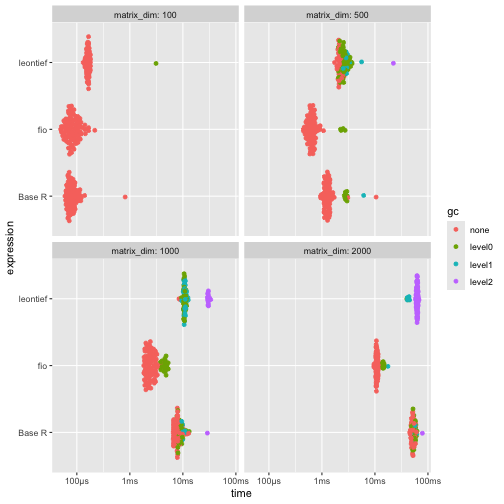 matrix_dim: 100
matrix_dim: 500
leontief
fio
Base R
matrix_dim: 1000
matrix_dim: 2000
leontief
fio
Base R
expression
100µs
1ms
10ms
100ms
100µs
1ms
10ms
100ms
time
gc
none
level0
level1
level2